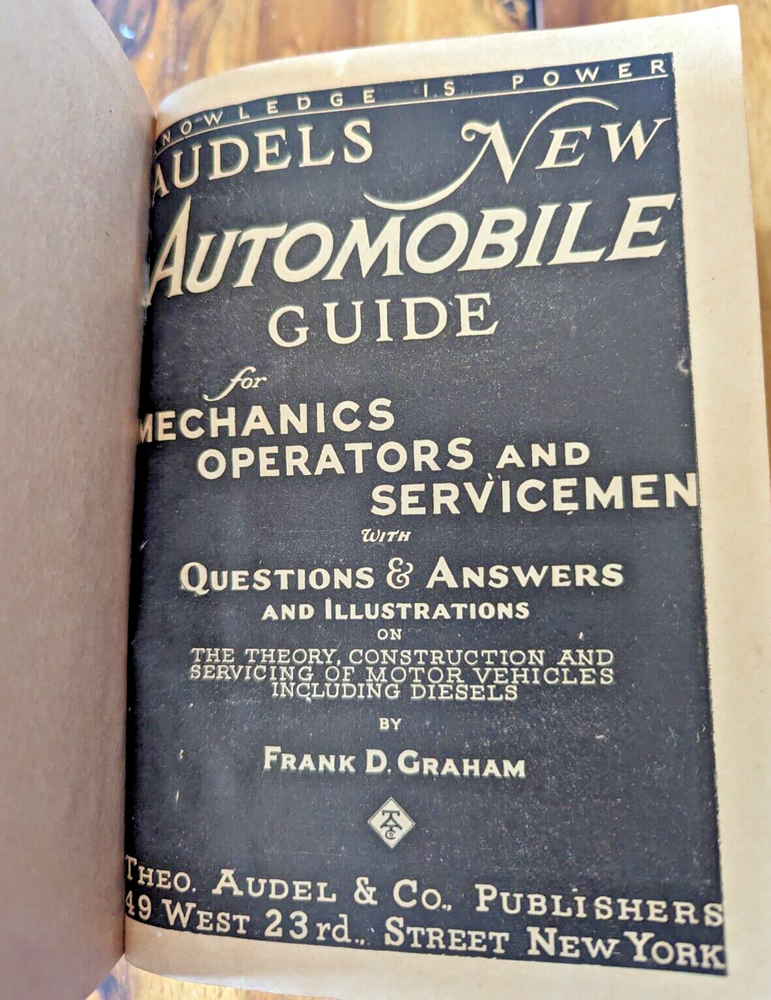 KNOWLEDGE IS POWER
AUDELS NEW
AUTOMOBILE
GUIDE
for
MECHANICS
OPERATORS AND
SERVICEMEN
WITH
QUESTIONS & ANSWERS
AND ILLUSTRATIONS
ON
THE THEORY, CONSTRUCTION AND
SERVICING OF MOTOR VEHICLES
INCLUDING DIESELS
BY
FRANK D. GRAHAM
TACo
THEO. AUDEL & CO., PUBLISHERS
49 WEST 23rd., STREET NEW YORK